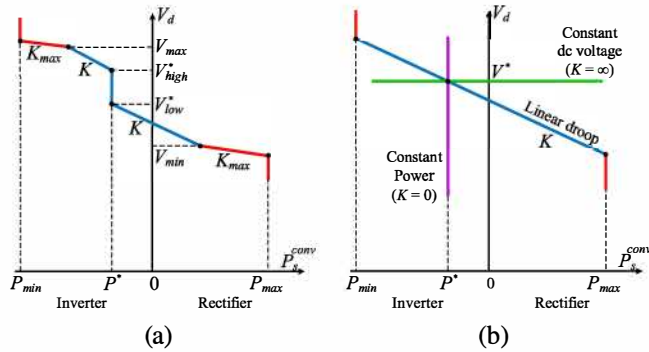 V_d
K_max
V_max
K
V*_high
V*_low
K
V_min
K_max
P_s^conv
P_min
P*
0
P_max
Inverter
Rectifier
(a)
V_d
Constant
dc voltage
(K = ∞)
V*
Linear droop
K
Constant
Power
(K = 0)
P_s^conv
P_min
P*
0
P_max
Inverter
Rectifier
(b)